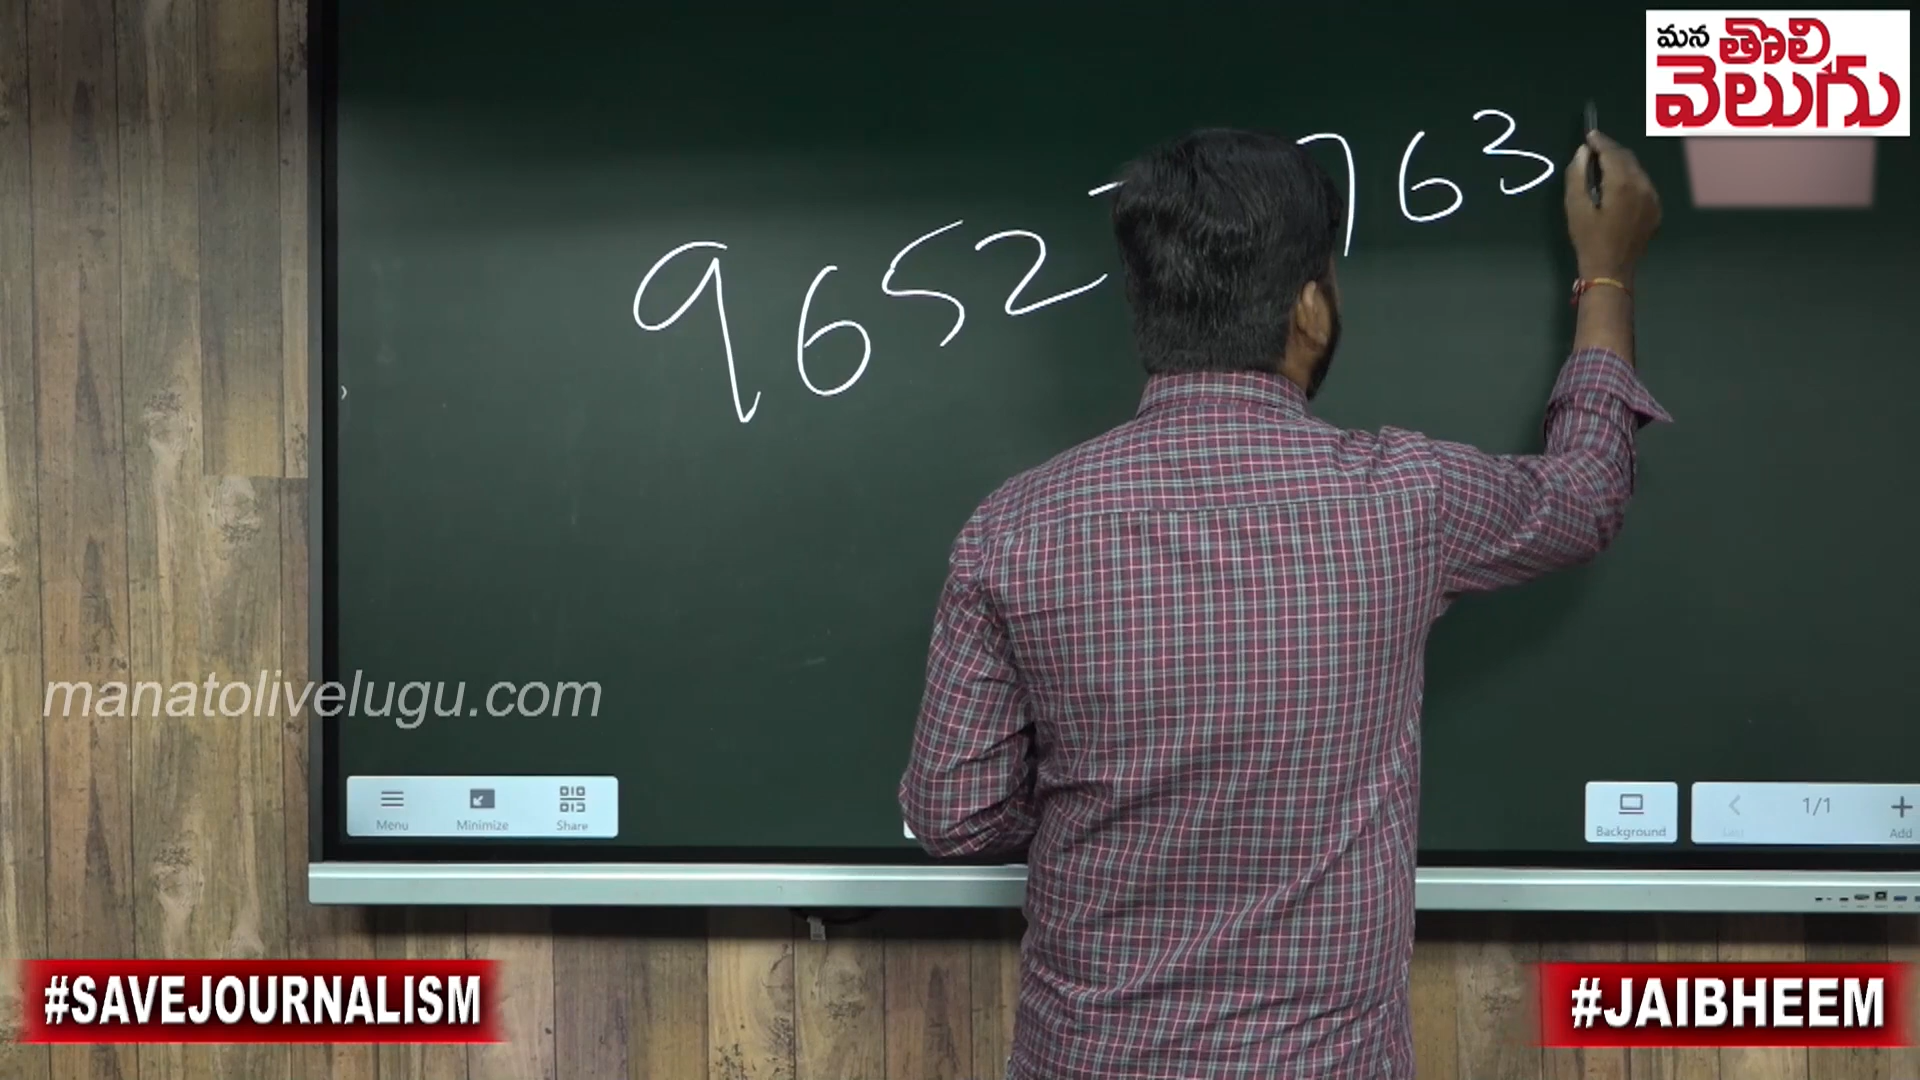 మన తొలి
వెలుగు
9652 763
manatolivelugu.com
Menu Minimize Share
Background
1/1
Add
#SAVEJOURNALISM
#JAIBHEEM